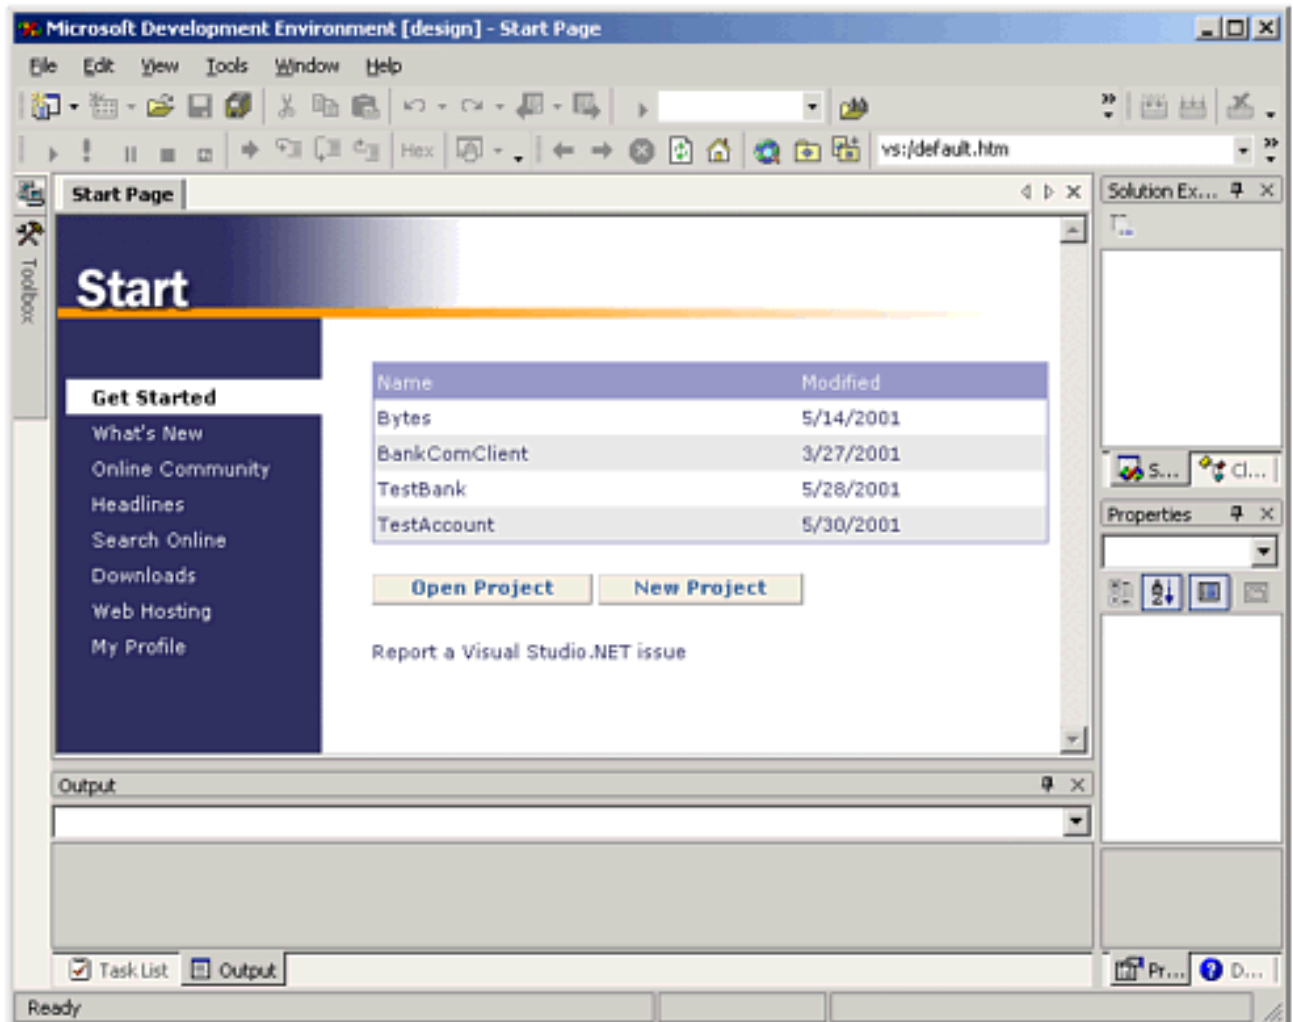 Microsoft Development Environment [design] - Start Page
File Edit View Tools Window Help
Hex vs:/default.htm
Start Page
Solution Ex...
Toolbox
Start
Get Started
What's New
Online Community
Headlines
Search Online
Downloads
Web Hosting
My Profile
Name Modified
Bytes 5/14/2001
BankComClient 3/27/2001
TestBank 5/28/2001
TestAccount 5/30/2001
Open Project New Project
Report a Visual Studio.NET issue
S... Cl...
Properties
Output
Task List Output
Pr... D...
Ready